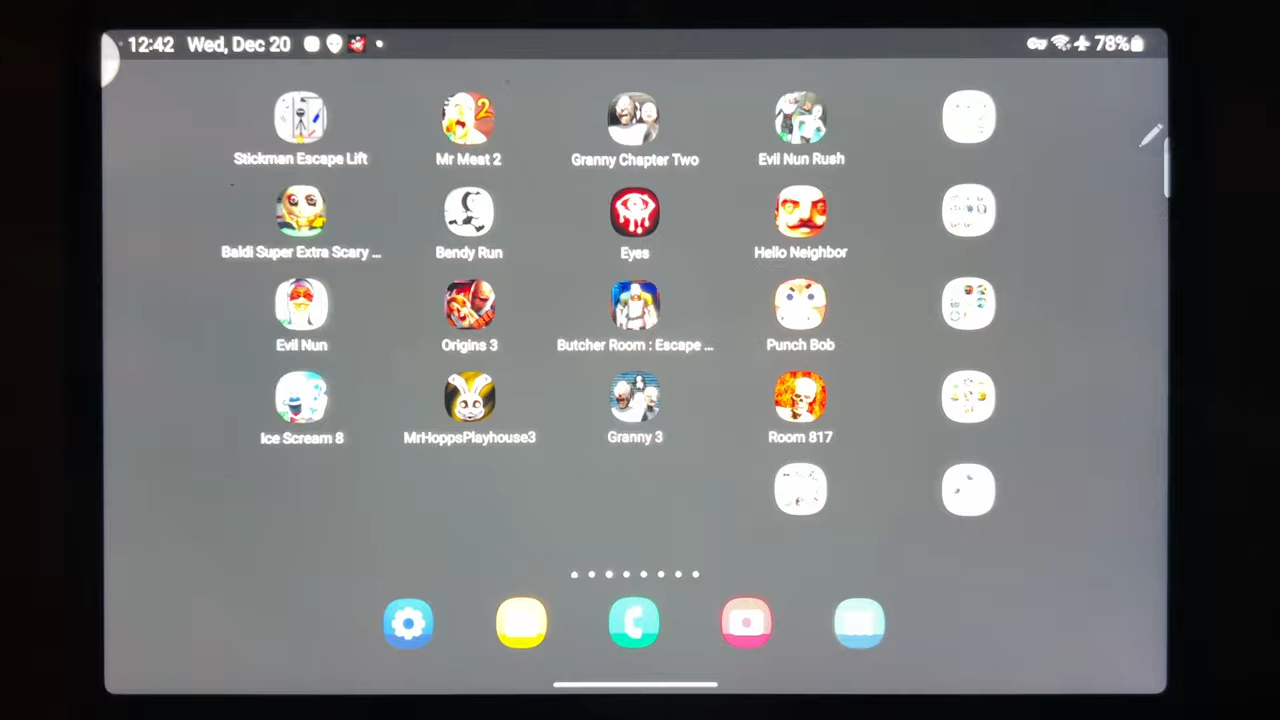 12:42 Wed, Dec 20 78%
Stickman Escape Lift
2
Mr Meat 2
Granny Chapter Two
Evil Nun Rush
Baldi Super Extra Scary ...
Bendy Run
Eyes
Hello Neighbor
Evil Nun
Origins 3
Butcher Room : Escape ...
Punch Bob
Ice Scream 8
MrHoppsPlayhouse3
Granny 3
Room 817